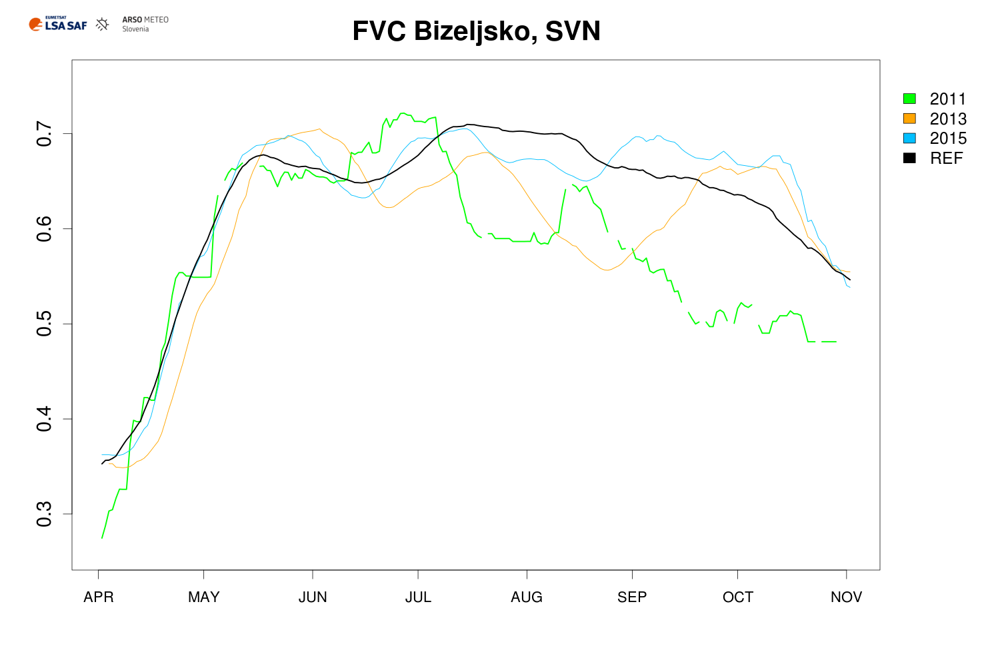 EUMETSAT
LSA SAF
ARSO METEO
Slovenia
FVC Bizeljsko, SVN
2011
2013
2015
REF
0.7
0.6
0.5
0.4
0.3
APR MAY JUN JUL AUG SEP OCT NOV